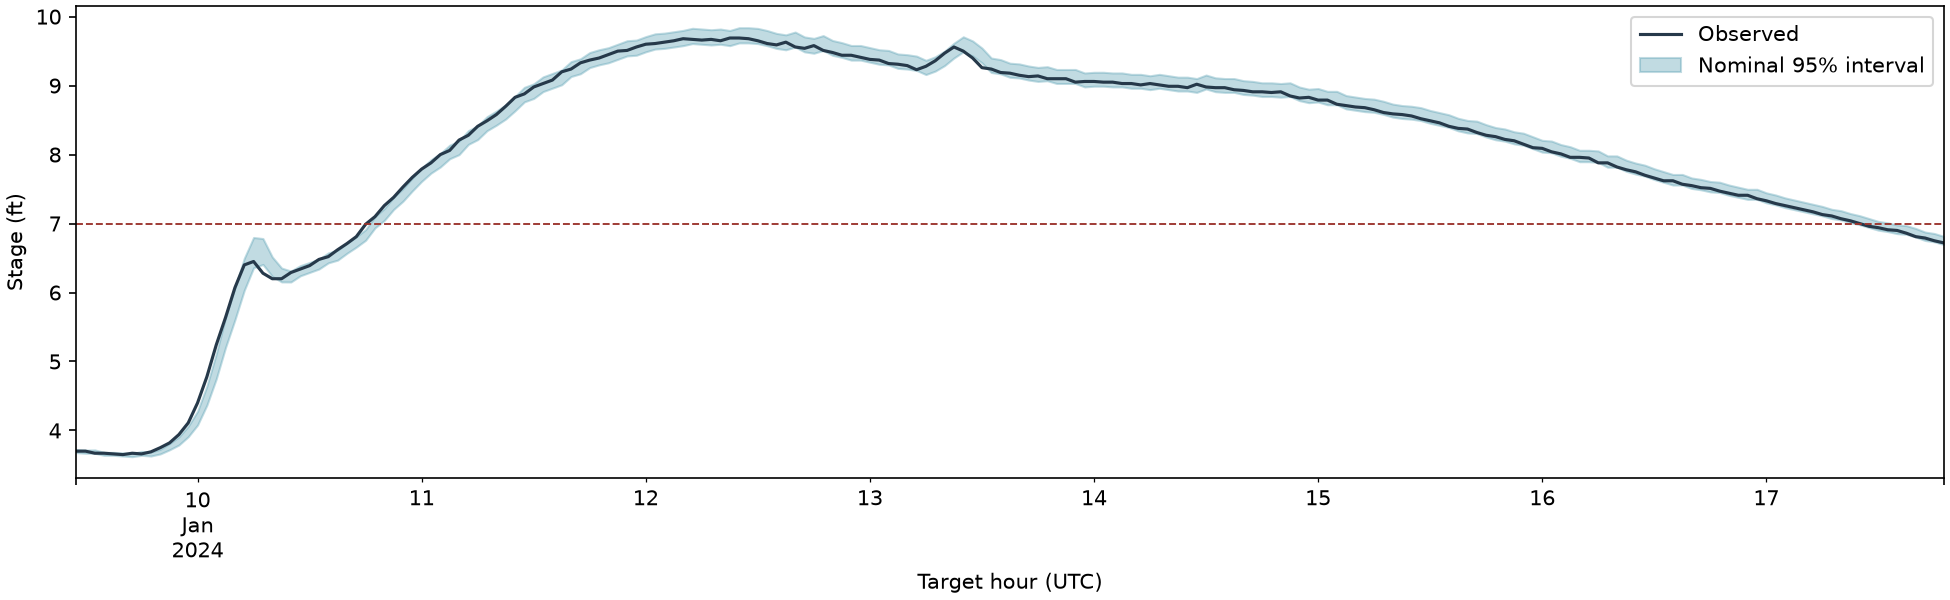 Stage (ft)
10
9
8
7
6
5
4
Observed
Nominal 95% interval
10 11 12 13 14 15 16 17
Jan
2024
Target hour (UTC)